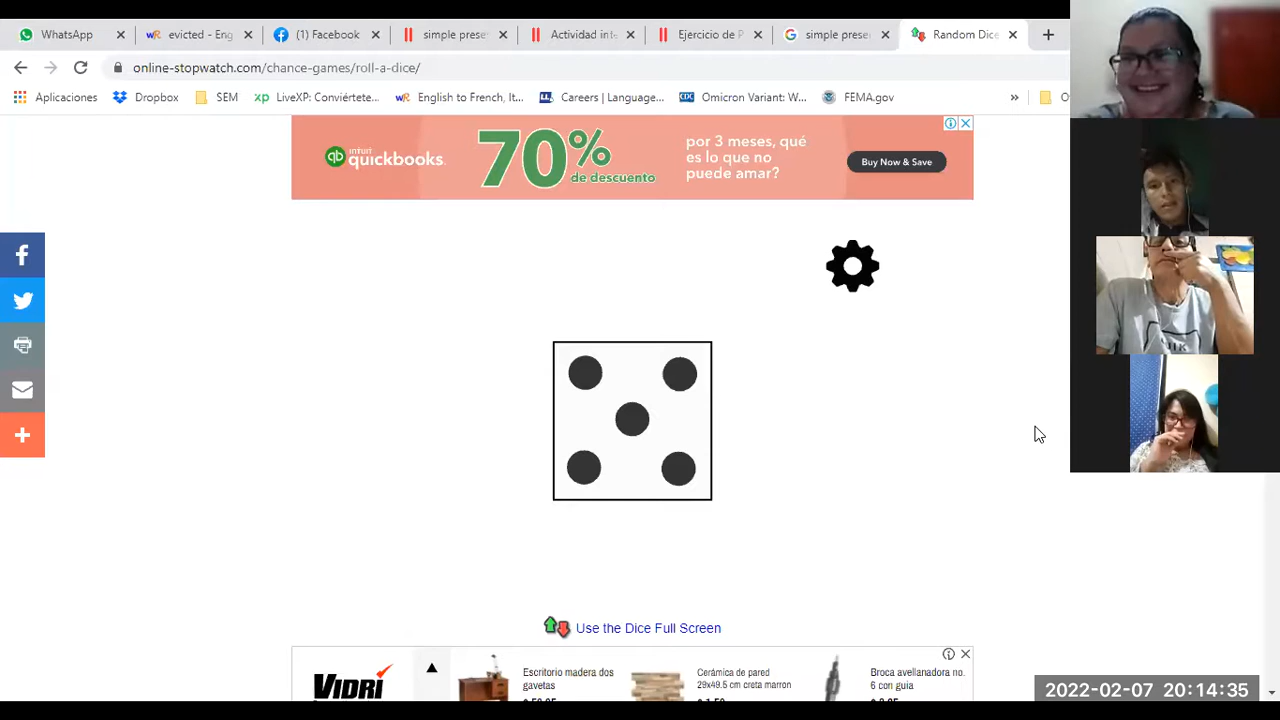 WhatsApp
evicted - Eng
(1) Facebook
simple prese
Actividad int
Ejercicio de P
simple prese
Random Dice
online-stopwatch.com/chance-games/roll-a-dice/
Aplicaciones
Dropbox
SEM
LiveXP: Conviértete...
English to French, It...
Careers | Language...
Omicron Variant: W...
FEMA.gov
»
intuit
quickbooks.
70%
de descuento
por 3 meses, qué
es lo que no
puede amar?
Buy Now & Save
Use the Dice Full Screen
VIDRÍ
Escritorio madera dos
gavetas
Cerámica de pared
29x49.5 cm creta marron
Broca avellanadora no.
6 con guia
2022-02-07 20:14:35